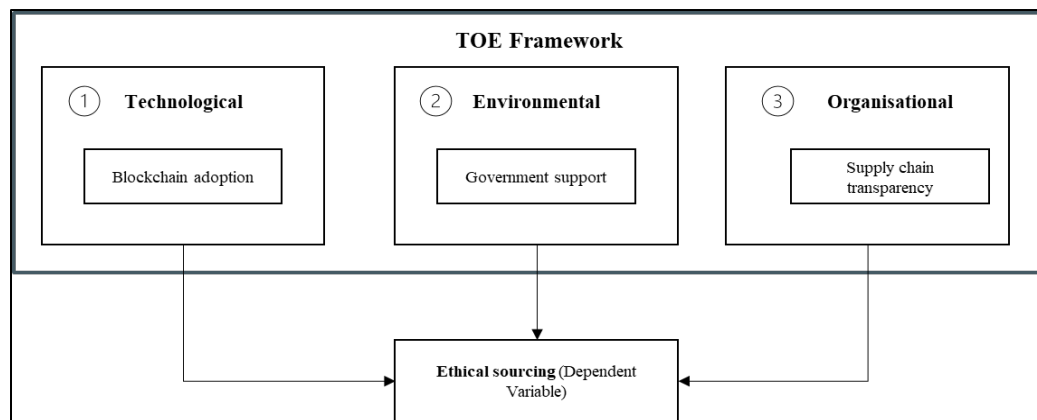 TOE Framework
1 Technological
Blockchain adoption
2 Environmental
Government support
3 Organisational
Supply chain
transparency
Ethical sourcing (Dependent
Variable)